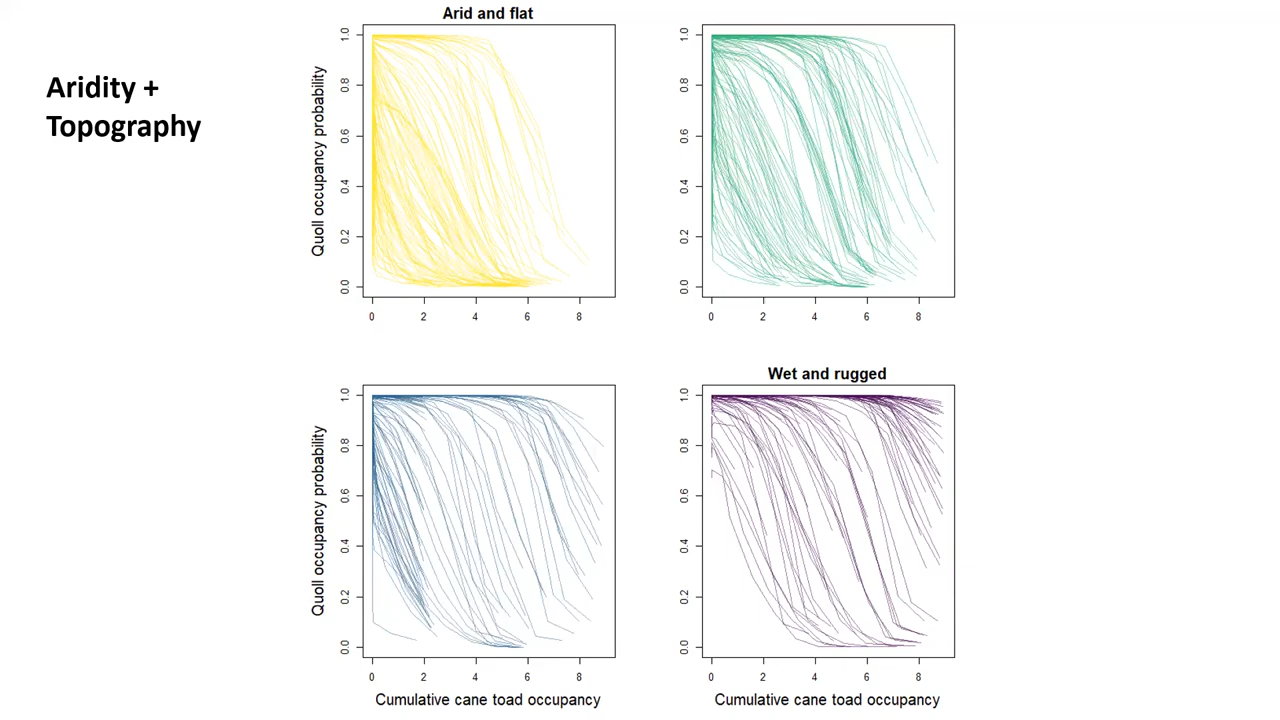 Aridity +
Topography
Arid and flat
Quoll occupancy probability
0.0 0.2 0.4 0.6 0.8 1.0
0 2 4 6 8
0.0 0.2 0.4 0.6 0.8 1.0
0 2 4 6 8
Quoll occupancy probability
0.0 0.2 0.4 0.6 0.8 1.0
0 2 4 6 8
Cumulative cane toad occupancy
Wet and rugged
0.0 0.2 0.4 0.6 0.8 1.0
0 2 4 6 8
Cumulative cane toad occupancy